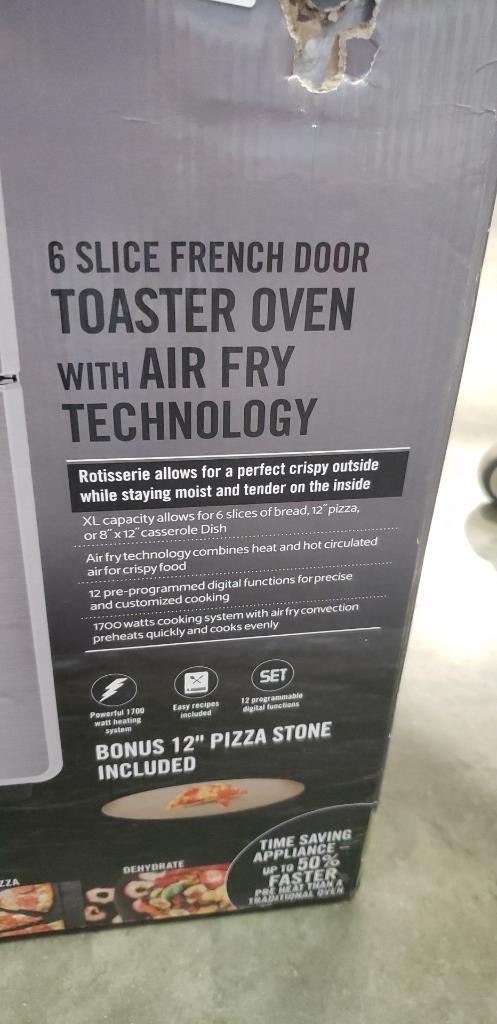 6 SLICE FRENCH DOOR
TOASTER OVEN
WITH AIR FRY
TECHNOLOGY
Rotisserie allows for a perfect crispy outside
while staying moist and tender on the inside
XL capacity allows for 6 slices of bread, 12" pizza,
or 8" x 12" casserole Dish
Air fry technology combines heat and hot circulated
air for crispy food
12 pre-programmed digital functions for precise
and customized cooking
1700 watts cooking system with air fry convection
preheats quickly and cooks evenly
Powerful 1700
watt heating
system
Easy recipes
included
SET
12 programmable
digital functions
BONUS 12" PIZZA STONE
INCLUDED
ZZA
DEHYDRATE
TIME SAVING
APPLIANCE -
UP TO 50%
FASTER
PRE HEAT THAN A
TRADITIONAL OVEN